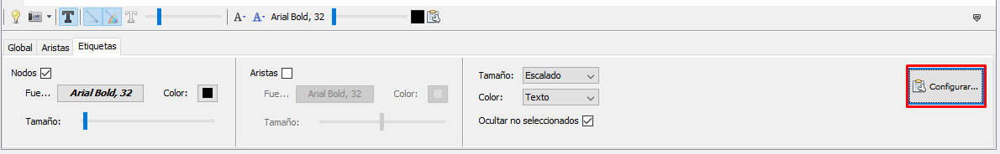 T T A- A- Arial Bold, 32
Global Aristas Etiquetas
Nodos Aristas Tamaño: Escalado Configurar...
Fue... Arial Bold, 32 Color: Fue... Arial Bold, 32 Color: Color: Texto
Tamaño: Tamaño: Ocultar no seleccionados